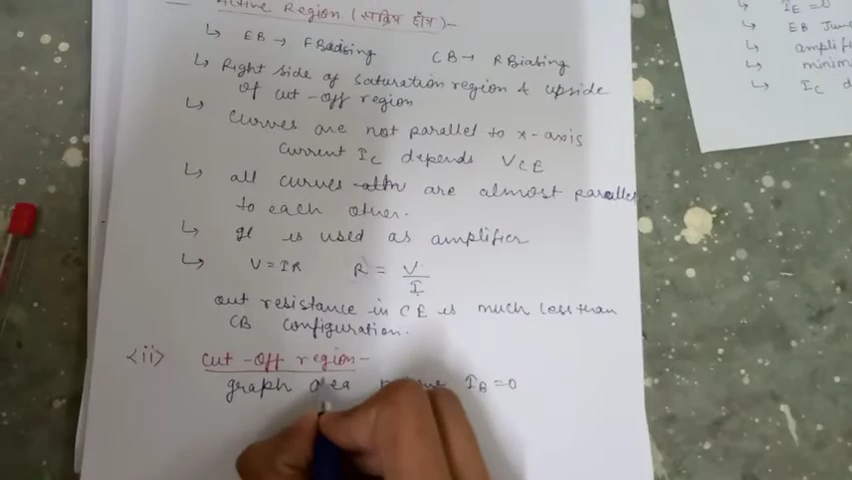 Active Region (सक्रिय क्षेत्र)-
EB → FBiasing CB → RBiasing
Right side of saturation region & upside
of cut-off region
Curves are not parallel to x-axis
Current IC depends VCE
all curves are almost parallel
to each other.
It is used as amplifier
V = IR R = V/I
out resistance in CE is much less than
CB configuration.
<ii> Cut-Off region-
graph area IB = 0
IE = 0
EB Junc
amplifi
minim
IC d